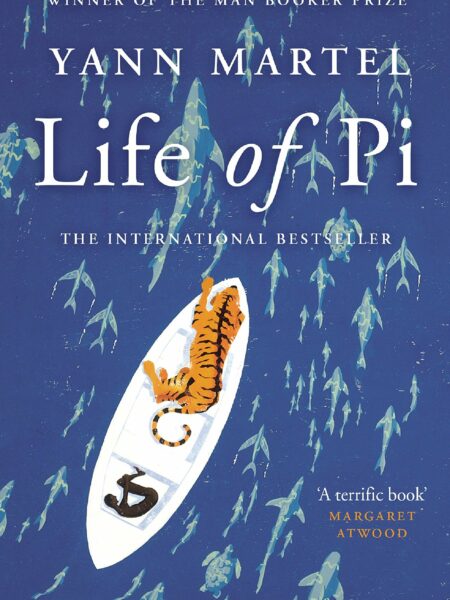 WINNER OF THE MAN BOOKER PRIZE
YANN MARTEL
Life of Pi
THE INTERNATIONAL BESTSELLER
‘A terrific book’
MARGARET
ATWOOD